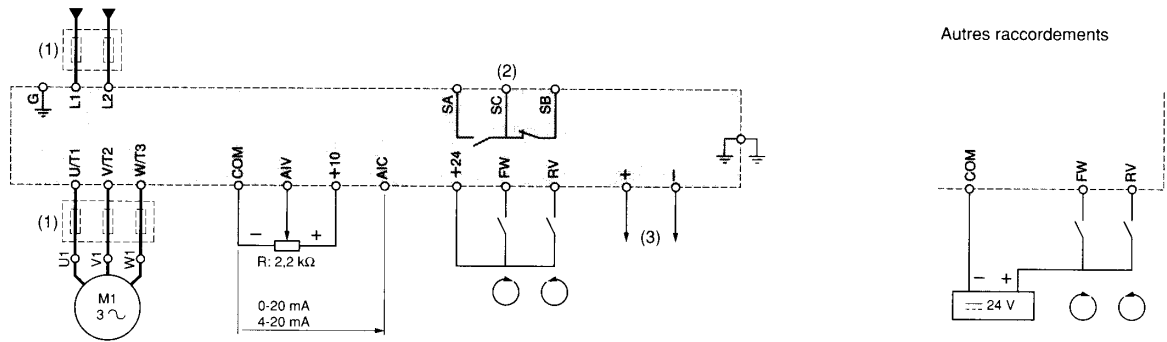 Autres raccordements
(1)
G
L1
L2
(2)
SA
SC
SB
U/T1
V/T2
W/T3
COM
AIV
+10
AIC
+24
FW
RV
+
−
COM
FW
RV
(1)
− +
(3)
R: 2,2 kΩ
U1
V1
W1
− +
24 V
M1
3
0-20 mA
4-20 mA